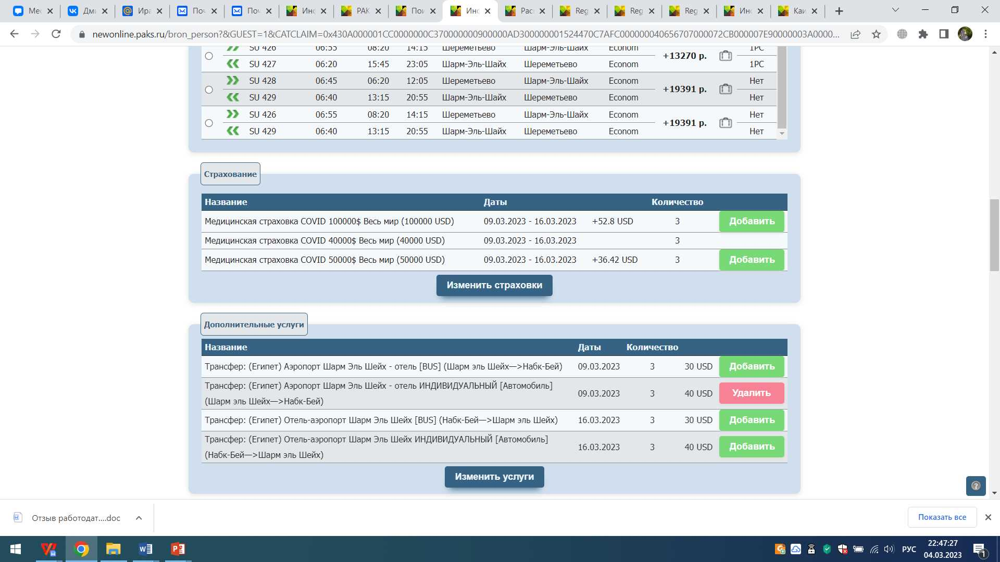 Мес
Дми
Ира
Поч
Поч
Инс
РАК
Пои
Инс
Рас
Reg
Reg
Reg
Инс
Каи
newonline.paks.ru/bron_person?&GUEST=1&CATCLAIM=0x430A000001CC0000000C370000000900000AD300000001524470C7AFC000000040656707000072CB000007E90000003A0000...
SU 426 06:55 08:20 14:15 Шереметьево Шарм-Эль-Шайх Econom +13270 р. 1PC
SU 427 06:20 15:45 23:05 Шарм-Эль-Шайх Шереметьево Econom 1PC
SU 428 06:45 06:20 12:05 Шереметьево Шарм-Эль-Шайх Econom +19391 р. Нет
SU 429 06:40 13:15 20:55 Шарм-Эль-Шайх Шереметьево Econom Нет
SU 426 06:55 08:20 14:15 Шереметьево Шарм-Эль-Шайх Econom +19391 р. Нет
SU 429 06:40 13:15 20:55 Шарм-Эль-Шайх Шереметьево Econom Нет
Страхование
Название Даты Количество
Медицинская страховка COVID 100000$ Весь мир (100000 USD) 09.03.2023 - 16.03.2023 +52.8 USD 3 Добавить
Медицинская страховка COVID 40000$ Весь мир (40000 USD) 09.03.2023 - 16.03.2023 3
Медицинская страховка COVID 50000$ Весь мир (50000 USD) 09.03.2023 - 16.03.2023 +36.42 USD 3 Добавить
Изменить страховки
Дополнительные услуги
Название Даты Количество
Трансфер: (Египет) Аэропорт Шарм Эль Шейх - отель [BUS] (Шарм эль Шейх—>Набк-Бей) 09.03.2023 3 30 USD Добавить
Трансфер: (Египет) Аэропорт Шарм Эль Шейх - отель ИНДИВИДУАЛЬНЫЙ [Автомобиль]
(Шарм эль Шейх—>Набк-Бей) 09.03.2023 3 40 USD Удалить
Трансфер: (Египет) Отель-аэропорт Шарм Эль Шейх [BUS] (Набк-Бей—>Шарм эль Шейх) 16.03.2023 3 30 USD Добавить
Трансфер: (Египет) Отель-аэропорт Шарм Эль Шейх ИНДИВИДУАЛЬНЫЙ [Автомобиль]
(Набк-Бей—>Шарм эль Шейх) 16.03.2023 3 40 USD Добавить
Изменить услуги
Отзыв работодат....doc
Показать все
РУС
22:47:27
04.03.2023
1